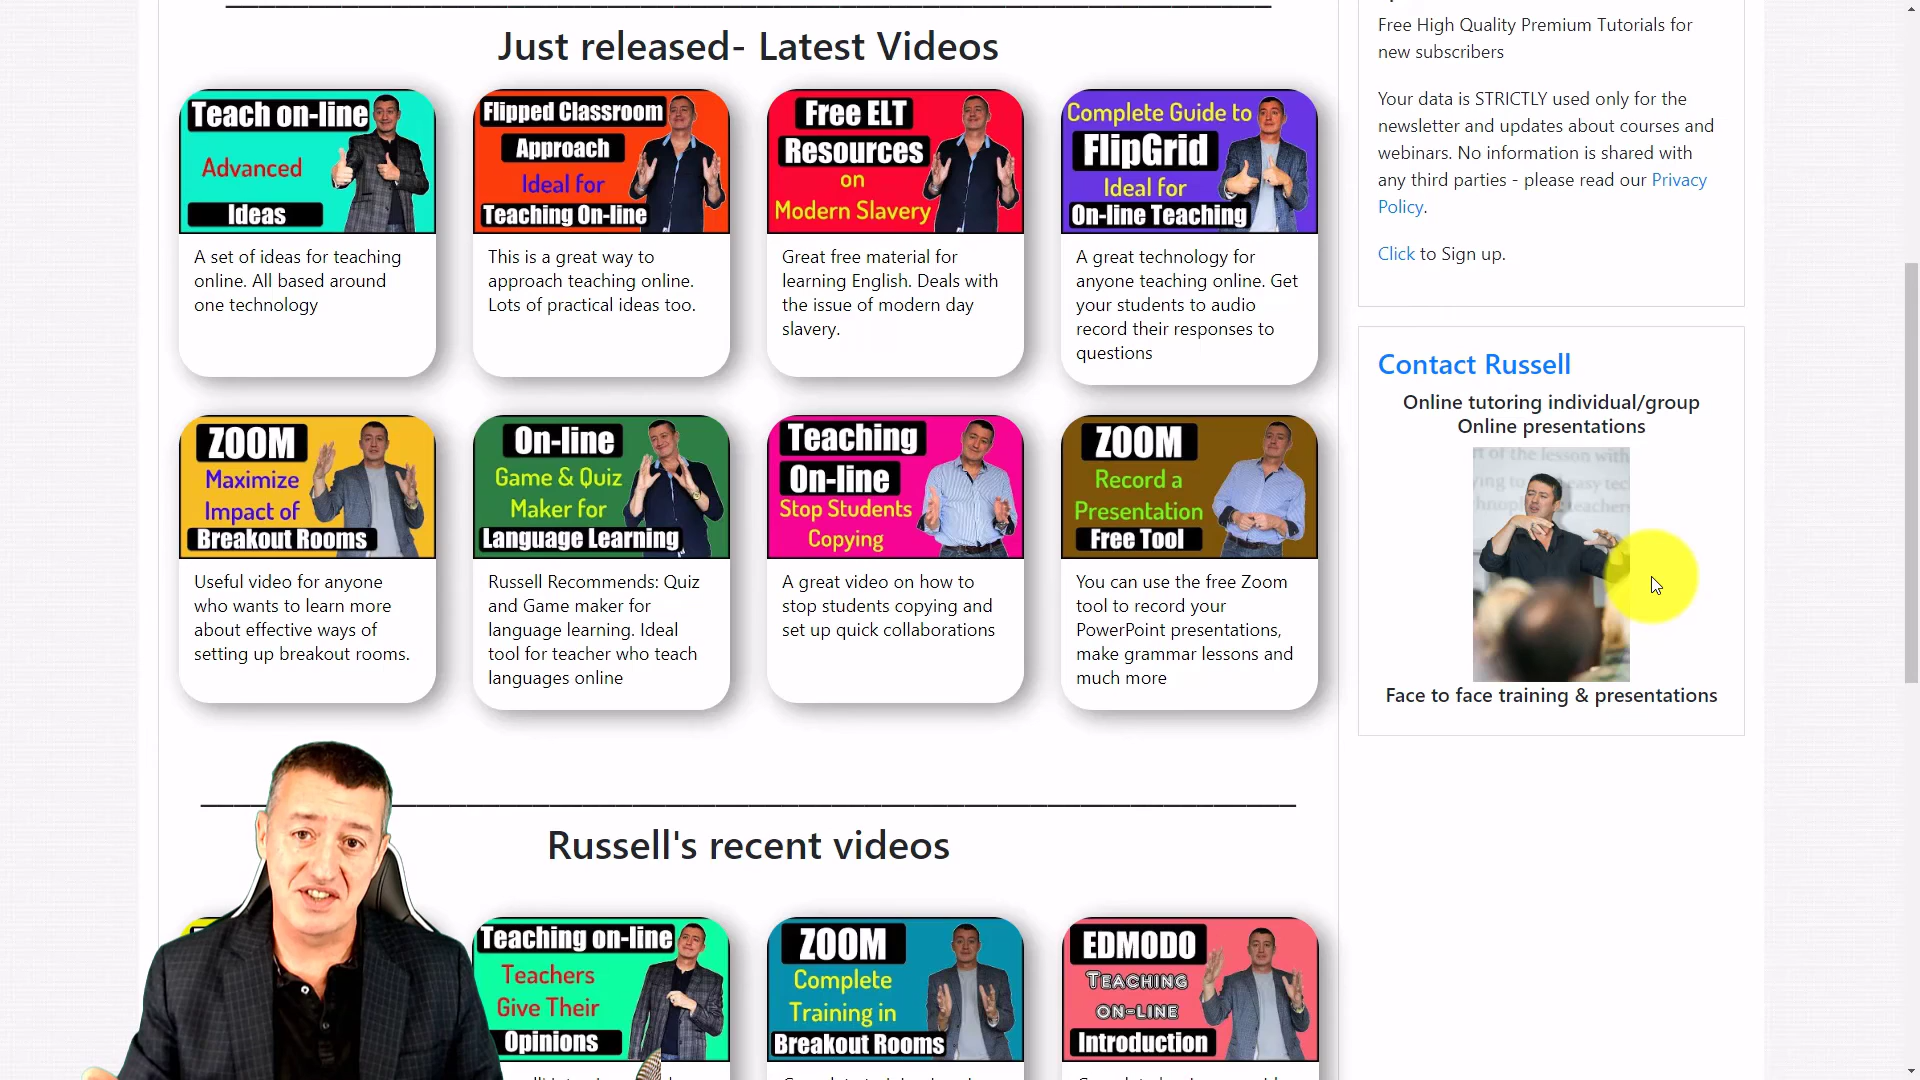 Just released- Latest Videos
Teach on-line
Advanced
Ideas
A set of ideas for teaching
online. All based around
one technology
Flipped Classroom
Approach
Ideal for
Teaching On-line
This is a great way to
approach teaching online.
Lots of practical ideas too.
Free ELT
Resources
on
Modern Slavery
Great free material for
learning English. Deals with
the issue of modern day
slavery.
Complete Guide to
FlipGrid
Ideal for
On-line Teaching
A great technology for
anyone teaching online. Get
your students to audio
record their responses to
questions
ZOOM
Maximize
Impact of
Breakout Rooms
Useful video for anyone
who wants to learn more
about effective ways of
setting up breakout rooms.
On-line
Game & Quiz
Maker for
Language Learning
Russell Recommends: Quiz
and Game maker for
language learning. Ideal
tool for teacher who teach
languages online
Teaching
On-line
Stop Students
Copying
A great video on how to
stop students copying and
set up quick collaborations
ZOOM
Record a
Presentation
Free Tool
You can use the free Zoom
tool to record your
PowerPoint presentations,
make grammar lessons and
much more
Russell's recent videos
Teaching on-line
Teachers
Give Their
Opinions
ZOOM
Complete
Training in
Breakout Rooms
EDMODO
TEACHING
ON-LINE
Introduction
Free High Quality Premium Tutorials for
new subscribers
Your data is STRICTLY used only for the
newsletter and updates about courses and
webinars. No information is shared with
any third parties - please read our Privacy
Policy.
Click to Sign up.
Contact Russell
Online tutoring individual/group
Online presentations
of the lesson with
Face to face training & presentations